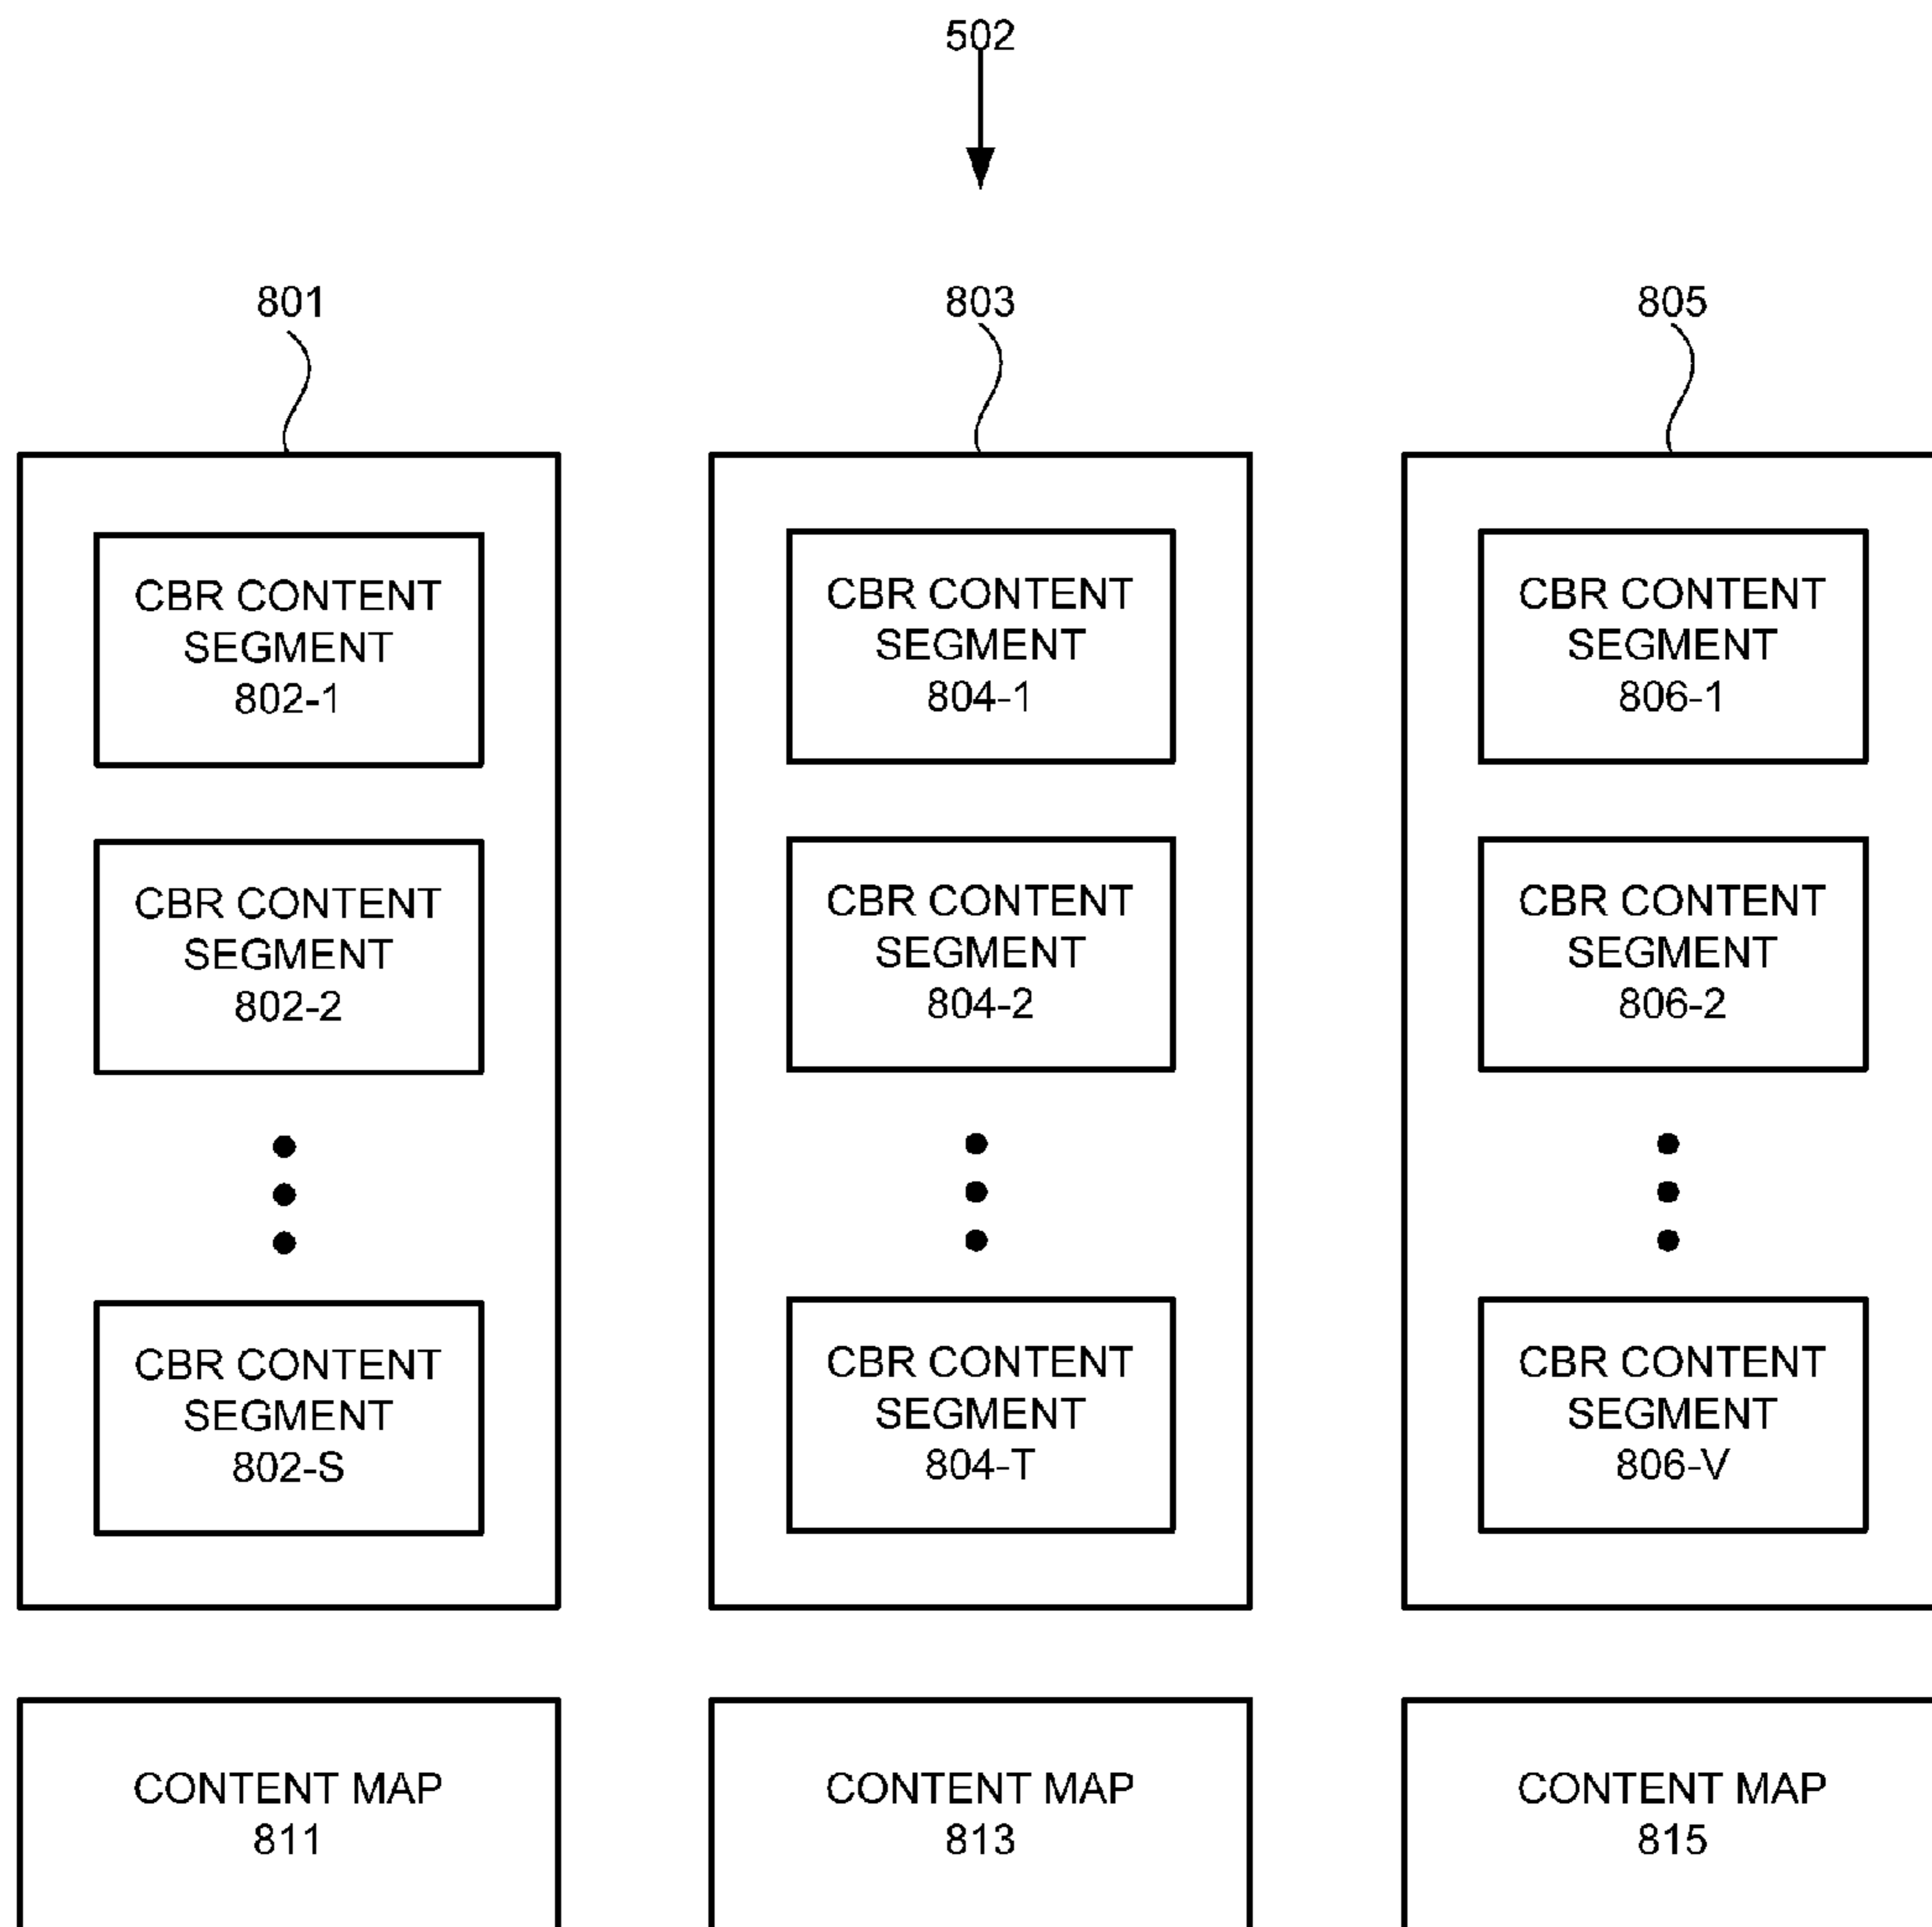 502
801
803
805
CBR CONTENT
SEGMENT
802-1
CBR CONTENT
SEGMENT
804-1
CBR CONTENT
SEGMENT
806-1
CBR CONTENT
SEGMENT
802-2
CBR CONTENT
SEGMENT
804-2
CBR CONTENT
SEGMENT
806-2
CBR CONTENT
SEGMENT
802-S
CBR CONTENT
SEGMENT
804-T
CBR CONTENT
SEGMENT
806-V
CONTENT MAP
811
CONTENT MAP
813
CONTENT MAP
815